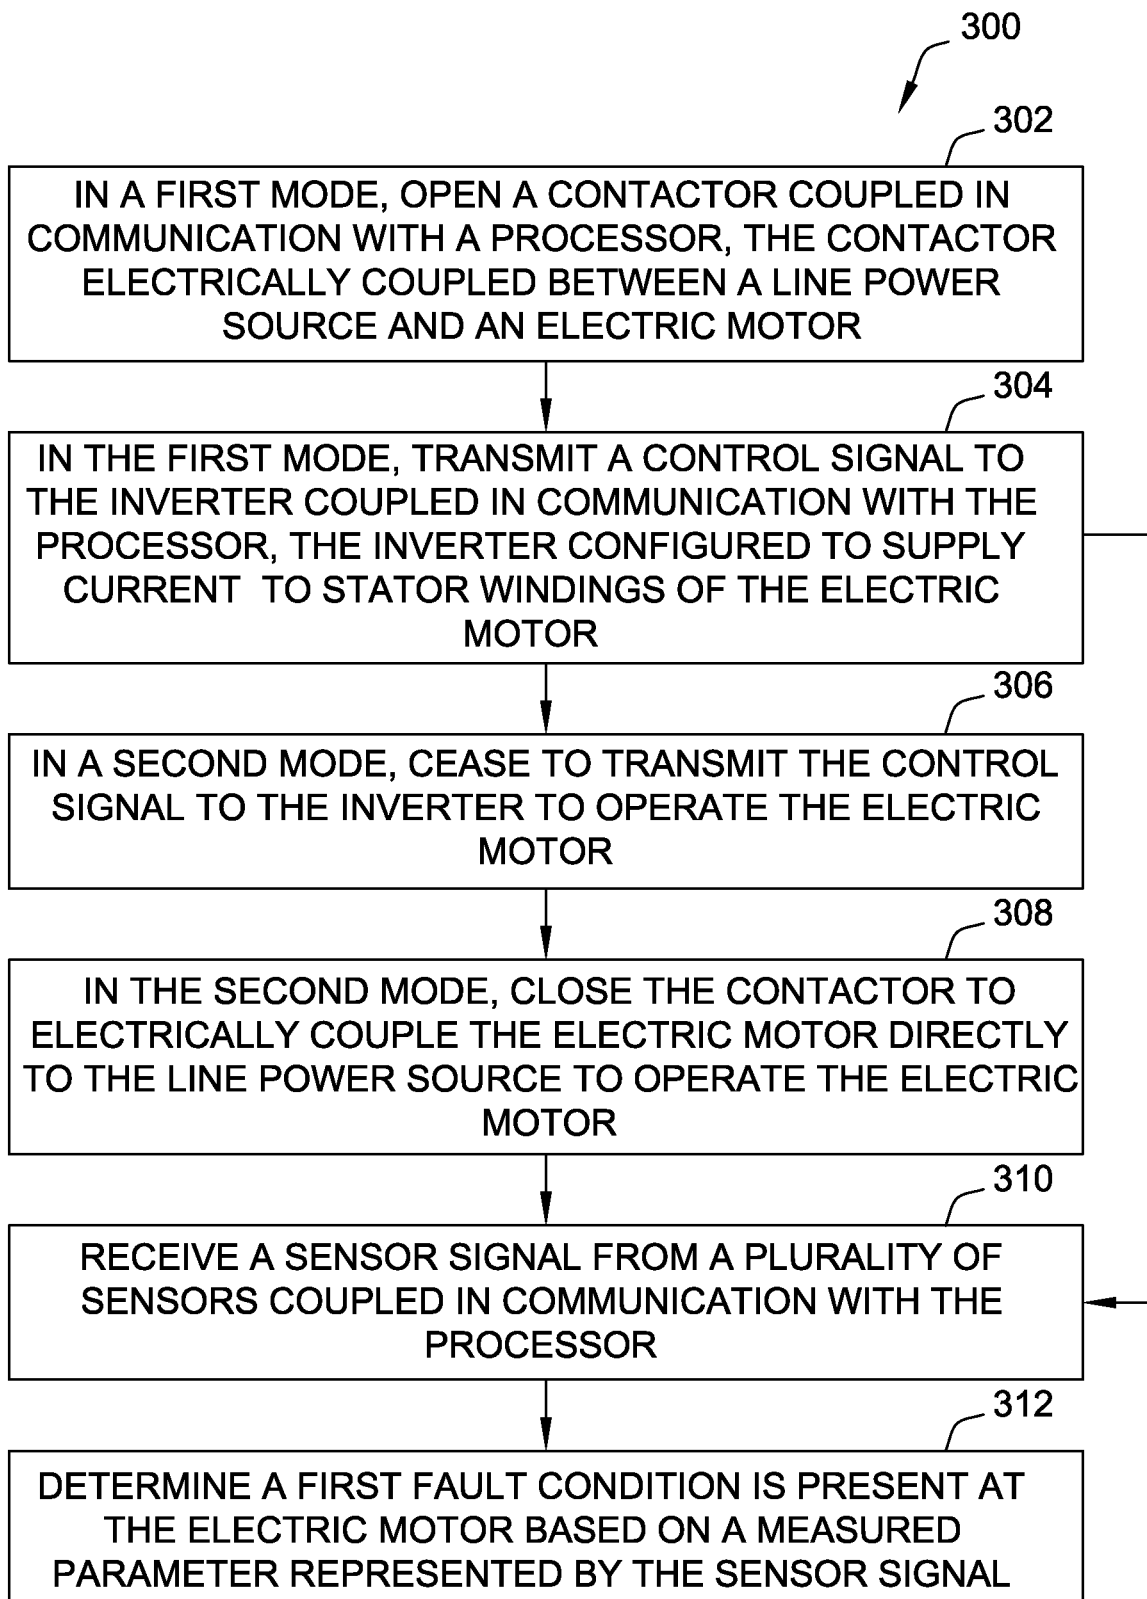 300
302
IN A FIRST MODE, OPEN A CONTACTOR COUPLED IN
COMMUNICATION WITH A PROCESSOR, THE CONTACTOR
ELECTRICALLY COUPLED BETWEEN A LINE POWER
SOURCE AND AN ELECTRIC MOTOR
304
IN THE FIRST MODE, TRANSMIT A CONTROL SIGNAL TO
THE INVERTER COUPLED IN COMMUNICATION WITH THE
PROCESSOR, THE INVERTER CONFIGURED TO SUPPLY
CURRENT TO STATOR WINDINGS OF THE ELECTRIC
MOTOR
306
IN A SECOND MODE, CEASE TO TRANSMIT THE CONTROL
SIGNAL TO THE INVERTER TO OPERATE THE ELECTRIC
MOTOR
308
IN THE SECOND MODE, CLOSE THE CONTACTOR TO
ELECTRICALLY COUPLE THE ELECTRIC MOTOR DIRECTLY
TO THE LINE POWER SOURCE TO OPERATE THE ELECTRIC
MOTOR
310
RECEIVE A SENSOR SIGNAL FROM A PLURALITY OF
SENSORS COUPLED IN COMMUNICATION WITH THE
PROCESSOR
312
DETERMINE A FIRST FAULT CONDITION IS PRESENT AT
THE ELECTRIC MOTOR BASED ON A MEASURED
PARAMETER REPRESENTED BY THE SENSOR SIGNAL